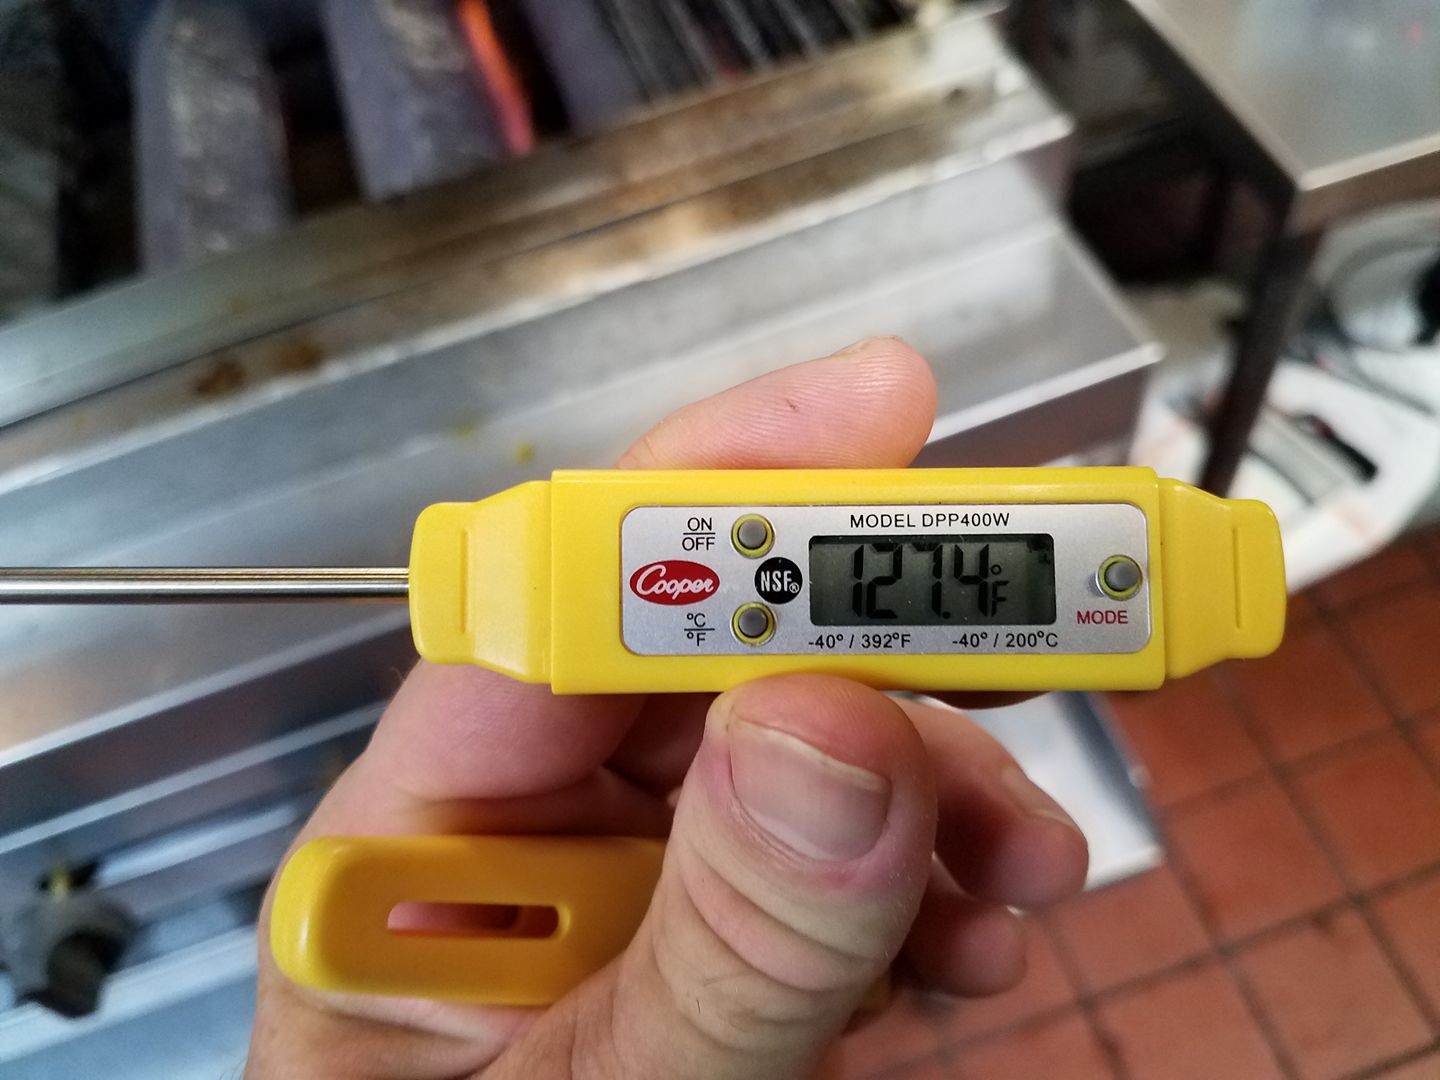 ON
OFF
MODEL DPP400W
Cooper
NSF®
127.4°F
MODE
°C
°F
-40° / 392°F
-40° / 200°C